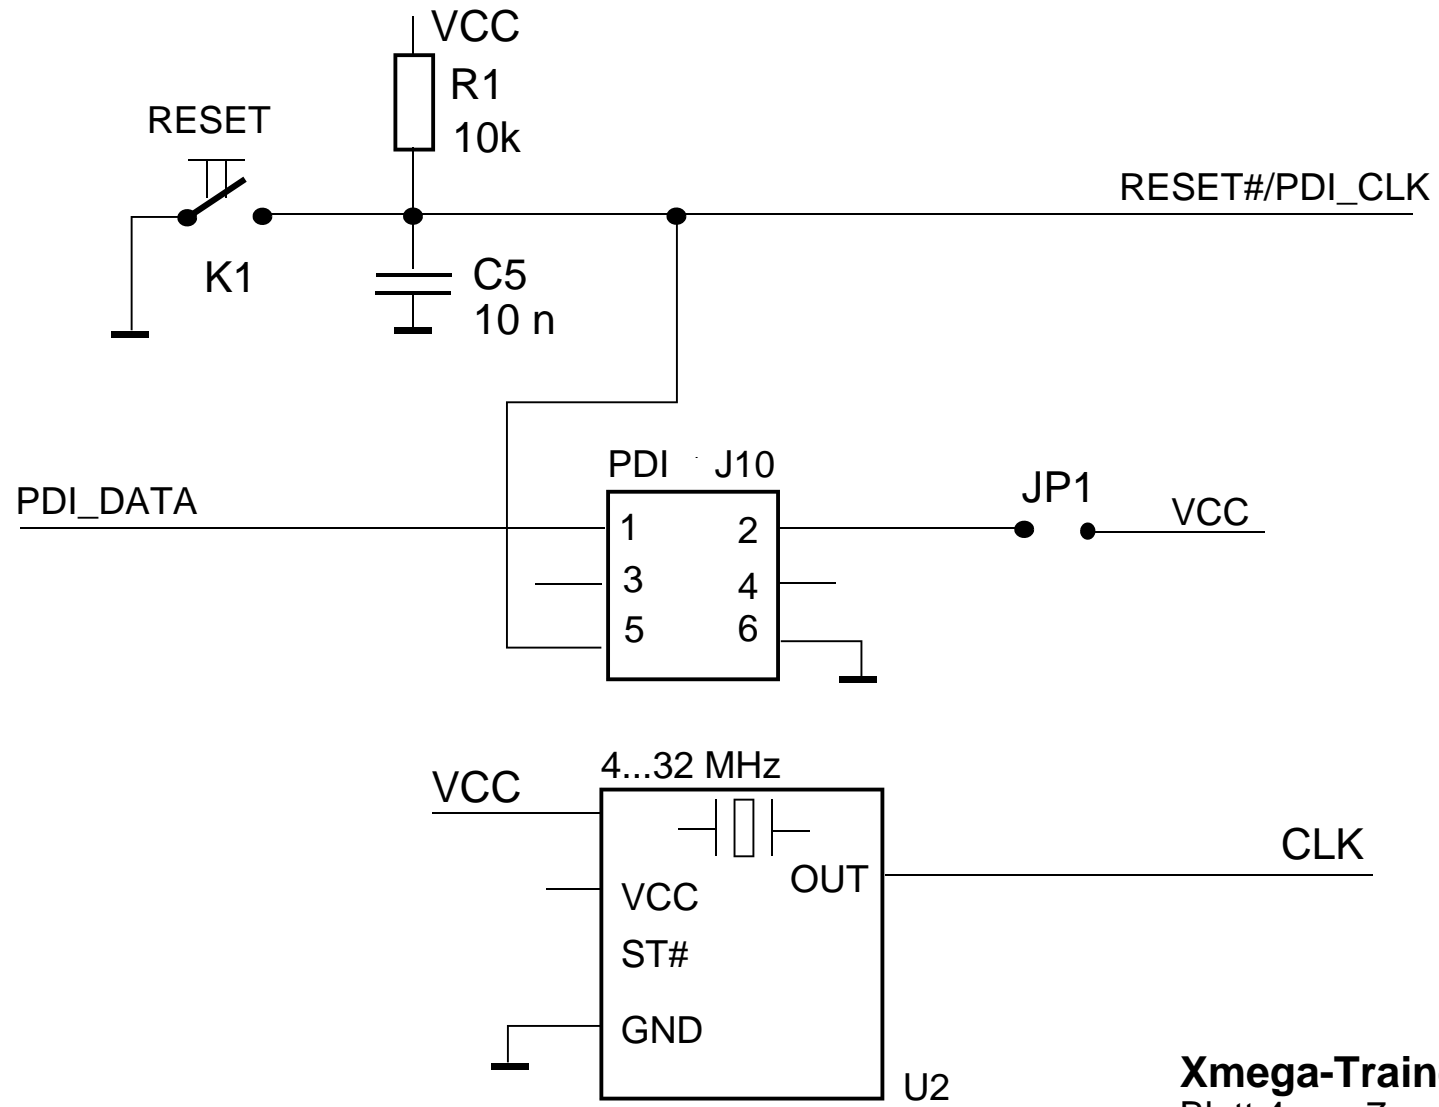 VCC
R1
10k
RESET
RESET#/PDI_CLK
K1
C5
10 n
PDI J10
PDI_DATA
JP1
VCC
1 2
3 4
5 6
4...32 MHz
VCC
CLK
OUT
VCC
ST#
GND
U2
Xmega-Train